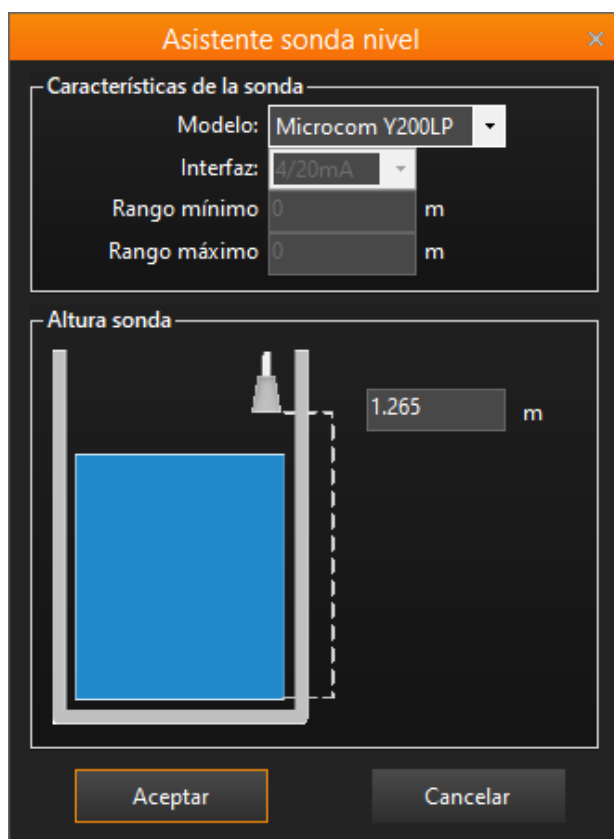 Asistente sonda nivel
Características de la sonda
Modelo: Microcom Y200LP
Interfaz: 4/20mA
Rango mínimo 0 m
Rango máximo 0 m
Altura sonda
1.265 m
Aceptar Cancelar